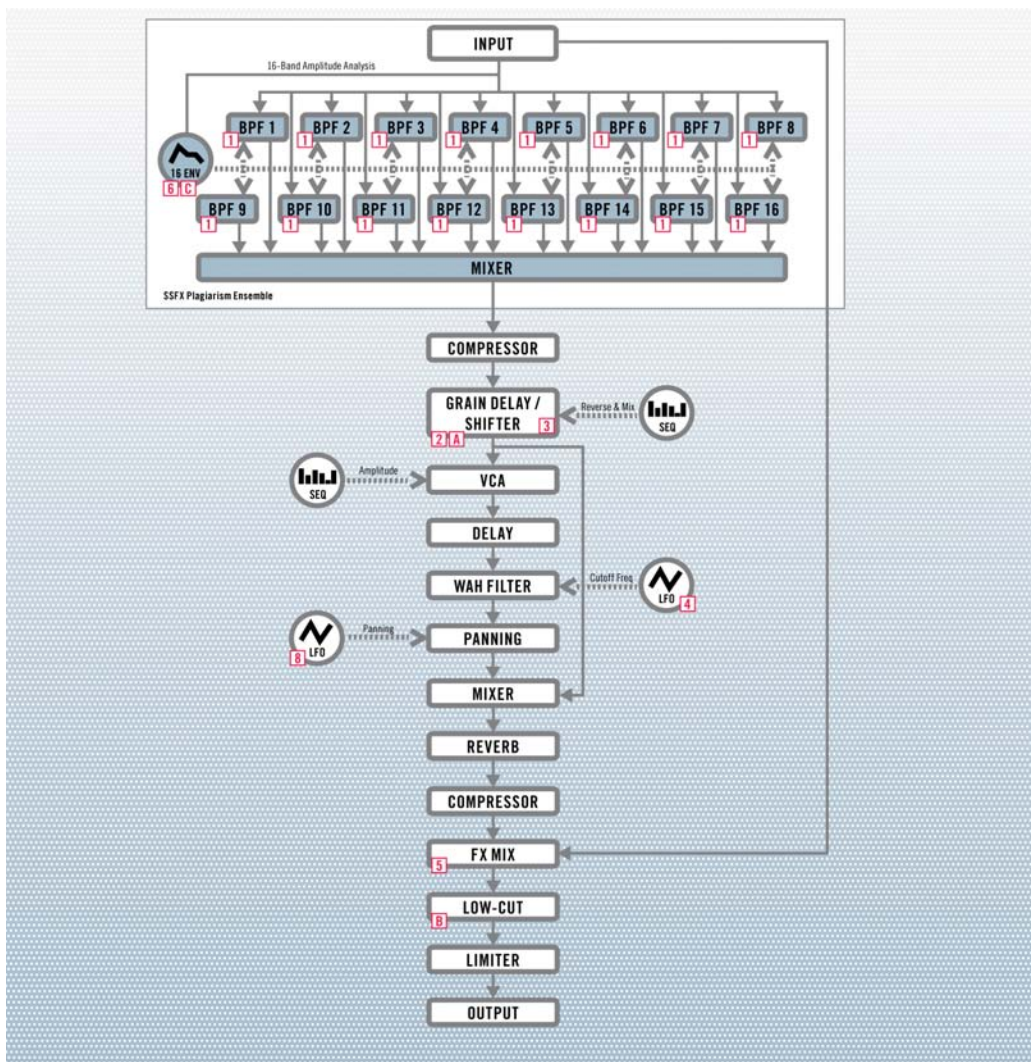 INPUT
16-Band Amplitude Analysis
BPF 1
1
BPF 2
1
BPF 3
1
BPF 4
1
BPF 5
1
BPF 6
1
BPF 7
1
BPF 8
1
16 ENV
6 C
BPF 9
1
BPF 10
1
BPF 11
1
BPF 12
1
BPF 13
1
BPF 14
1
BPF 15
1
BPF 16
1
MIXER
SSFX Plagiarism Ensemble
COMPRESSOR
GRAIN DELAY /
SHIFTER
3
2 A
Reverse & Mix
SEQ
Amplitude
SEQ
VCA
DELAY
WAH FILTER
Cutoff Freq
LFO
4
Panning
LFO
8
PANNING
MIXER
REVERB
COMPRESSOR
FX MIX
5
LOW-CUT
B
LIMITER
OUTPUT